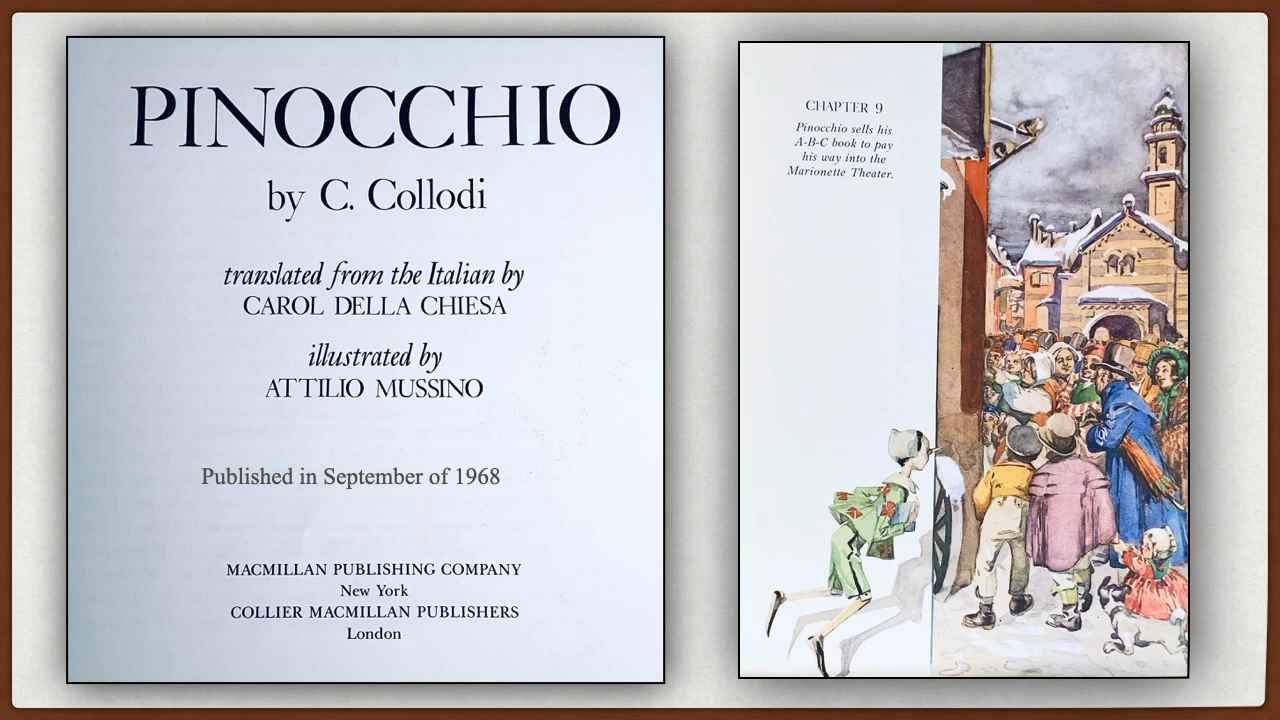 PINOCCHIO
by C. Collodi
translated from the Italian by
CAROL DELLA CHIESA
illustrated by
ATTILIO MUSSINO
Published in September of 1968
MACMILLAN PUBLISHING COMPANY
New York
COLLIER MACMILLAN PUBLISHERS
London
CHAPTER 9
Pinocchio sells his
A-B-C book to pay
his way into the
Marionette Theater.